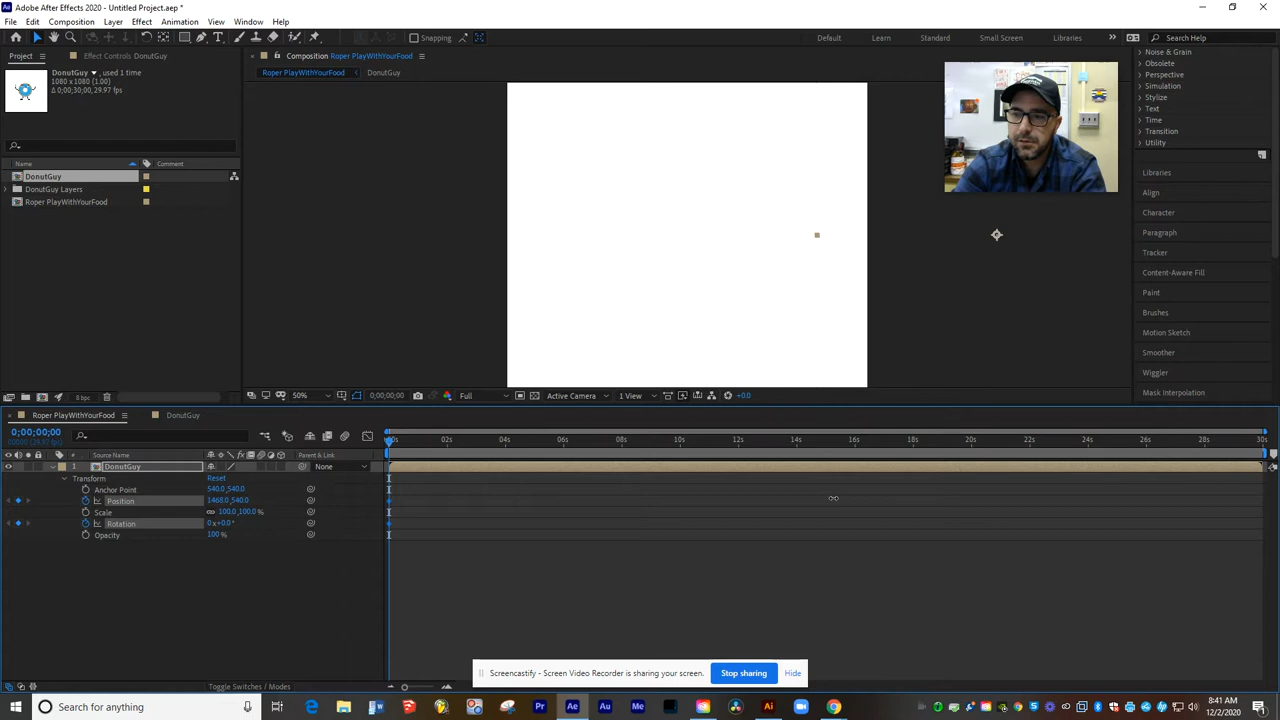 Adobe After Effects 2020 - Untitled Project.aep *
File Edit Composition Layer Effect Animation View Window Help
Snapping
Default Learn Standard Small Screen Libraries
Search Help
Project
Effect Controls DonutGuy
Composition Roper PlayWithYourFood
Roper PlayWithYourFood DonutGuy
DonutGuy , used 1 time
1080 x 1080 (1.00)
Δ 0;00;30;00, 29.97 fps
Name Comment
DonutGuy
DonutGuy Layers
Roper PlayWithYourFood
Noise & Grain
Obsolete
Perspective
Simulation
Stylize
Text
Time
Transition
Utility
Libraries
Align
Character
Paragraph
Tracker
Content-Aware Fill
Paint
Brushes
Motion Sketch
Smoother
Wiggler
Mask Interpolation
8 bpc
50% 0;00;00;00 Full Active Camera 1 View +0.0
Roper PlayWithYourFood DonutGuy
0;00;00;00
00000 (29.97 fps)
00s 02s 04s 06s 08s 10s 12s 14s 16s 18s 20s 22s 24s 26s 28s 30s
# Source Name Parent & Link
1 DonutGuy None
Transform Reset
Anchor Point 540.0,540.0
Position 1468.0,540.0
Scale 100.0,100.0 %
Rotation 0x+0.0°
Opacity 100 %
Screencastify - Screen Video Recorder is sharing your screen. Stop sharing Hide
Toggle Switches / Modes
Search for anything
8:41 AM
12/2/2020